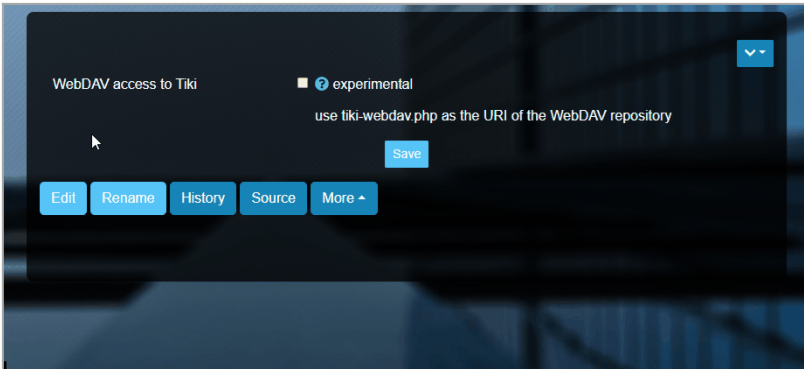 WebDAV access to Tiki
experimental
use tiki-webdav.php as the URI of the WebDAV repository
Save
Edit Rename History Source More